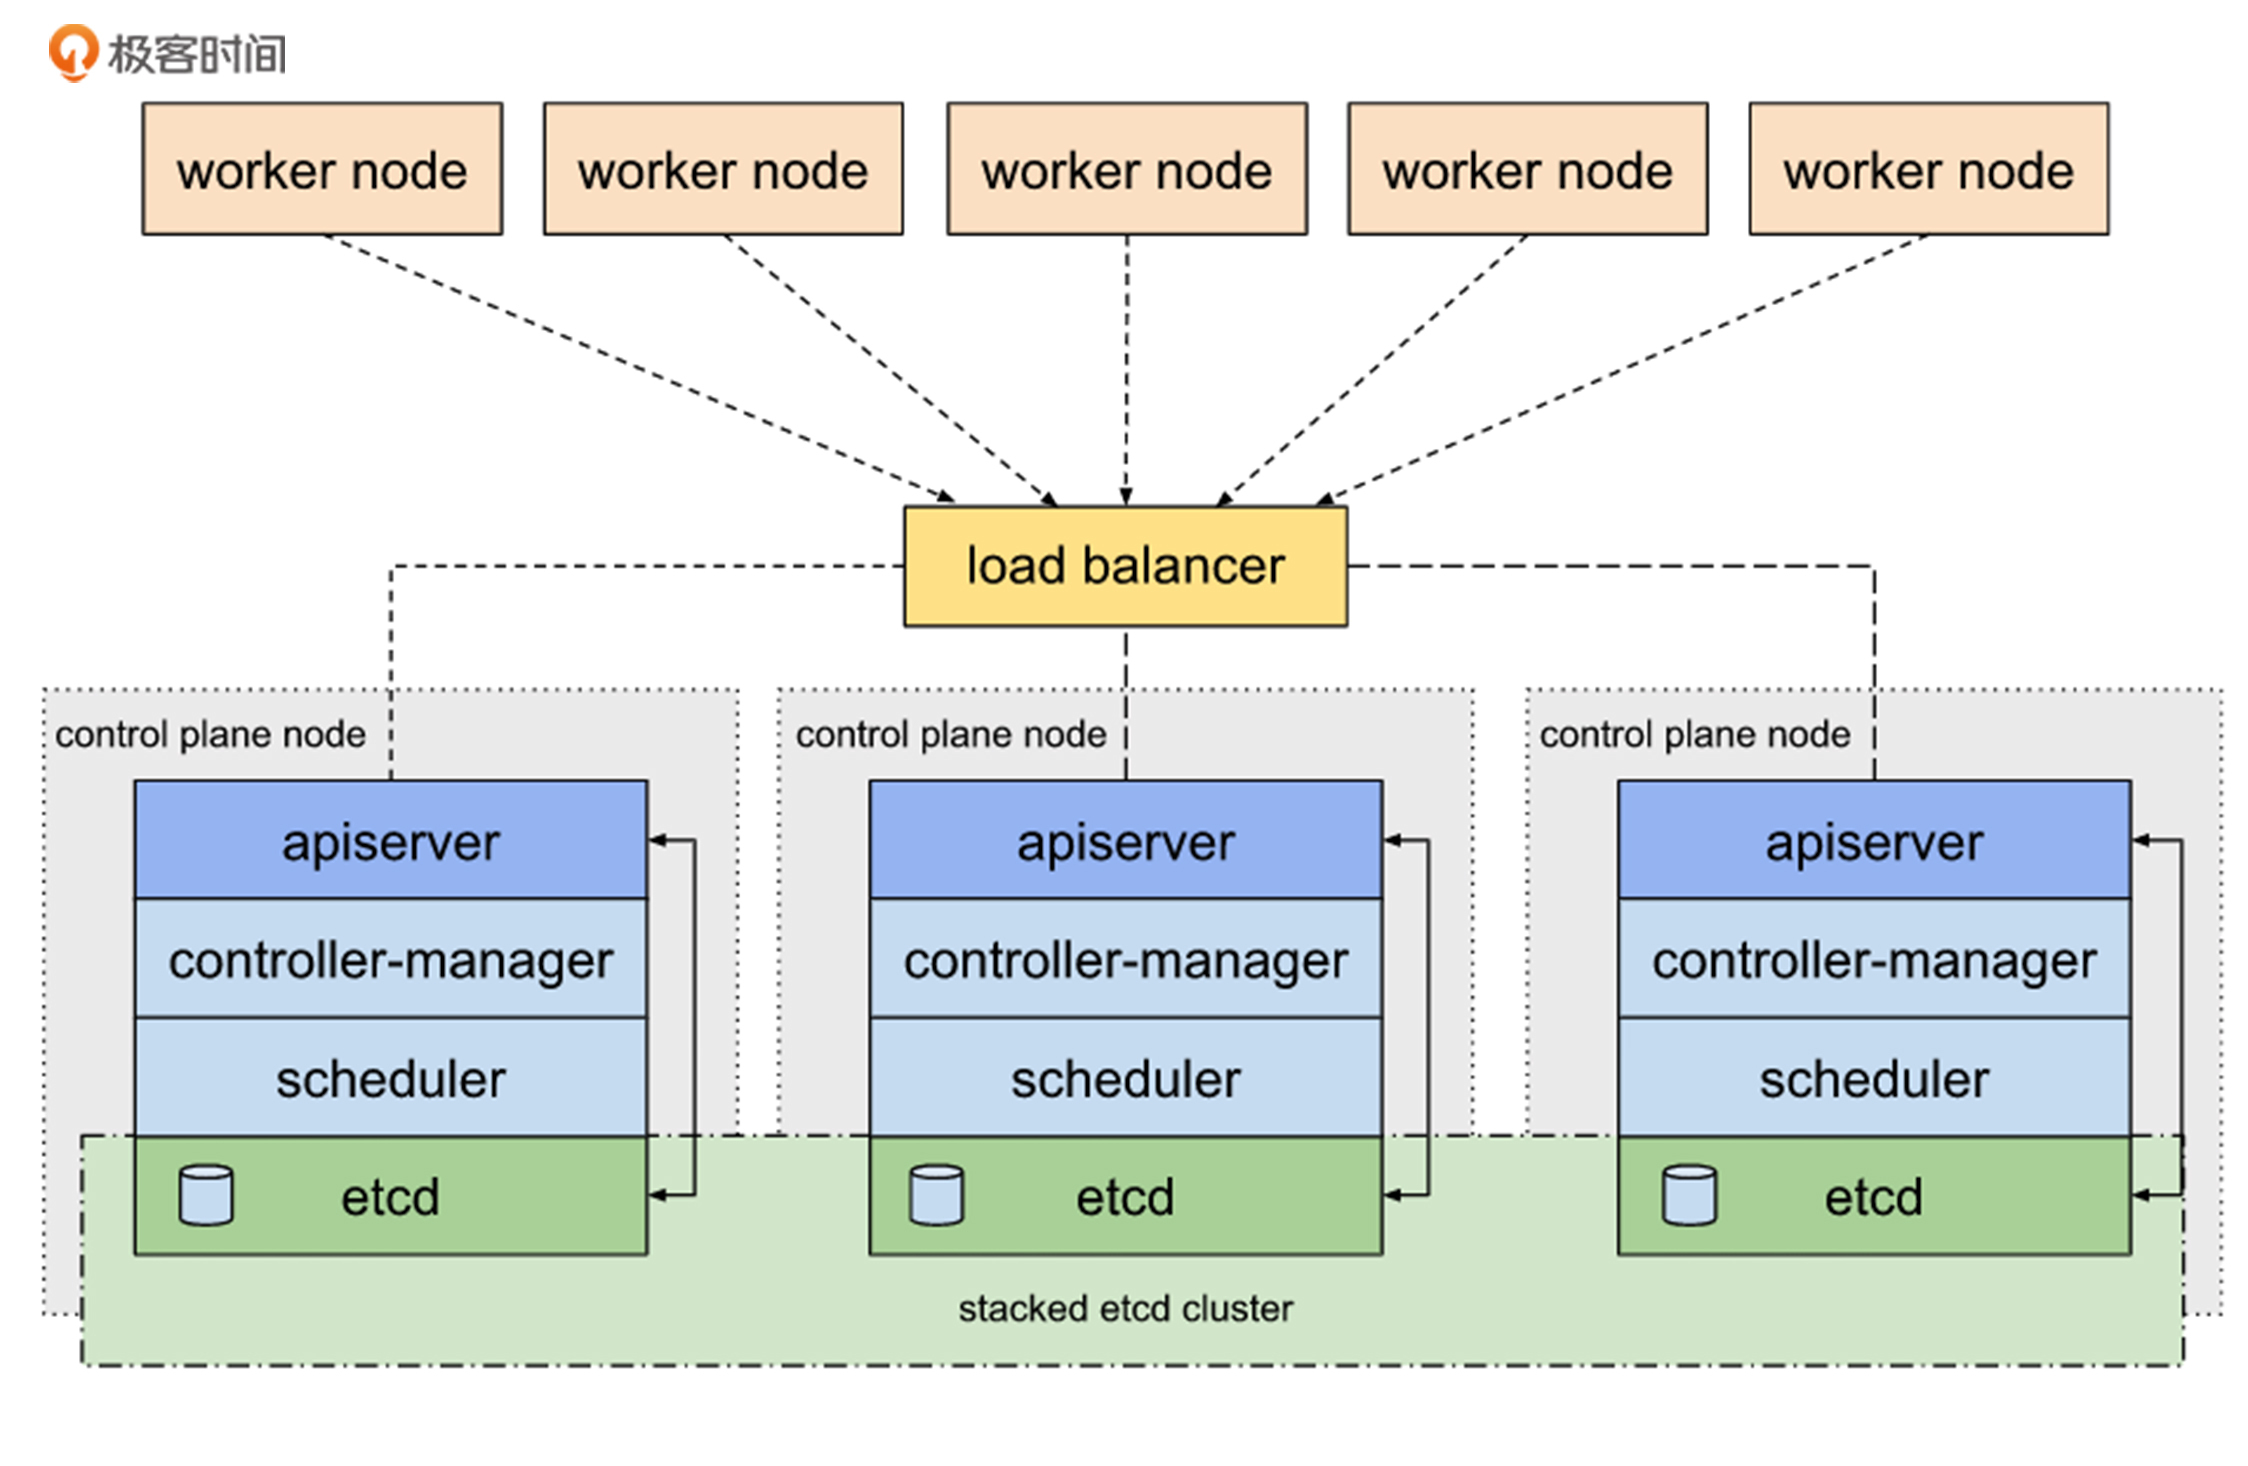 极客时间
worker node
worker node
worker node
worker node
worker node
load balancer
control plane node
control plane node
control plane node
apiserver
apiserver
apiserver
controller-manager
controller-manager
controller-manager
scheduler
scheduler
scheduler
etcd
etcd
etcd
stacked etcd cluster